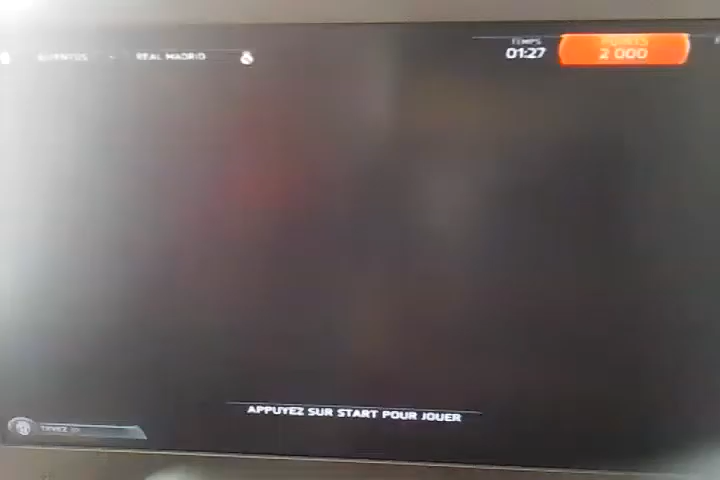 JUVENTUS - REAL MADRID
TEMPS
01:27
POINTS
2 000
APPUYEZ SUR START POUR JOUER